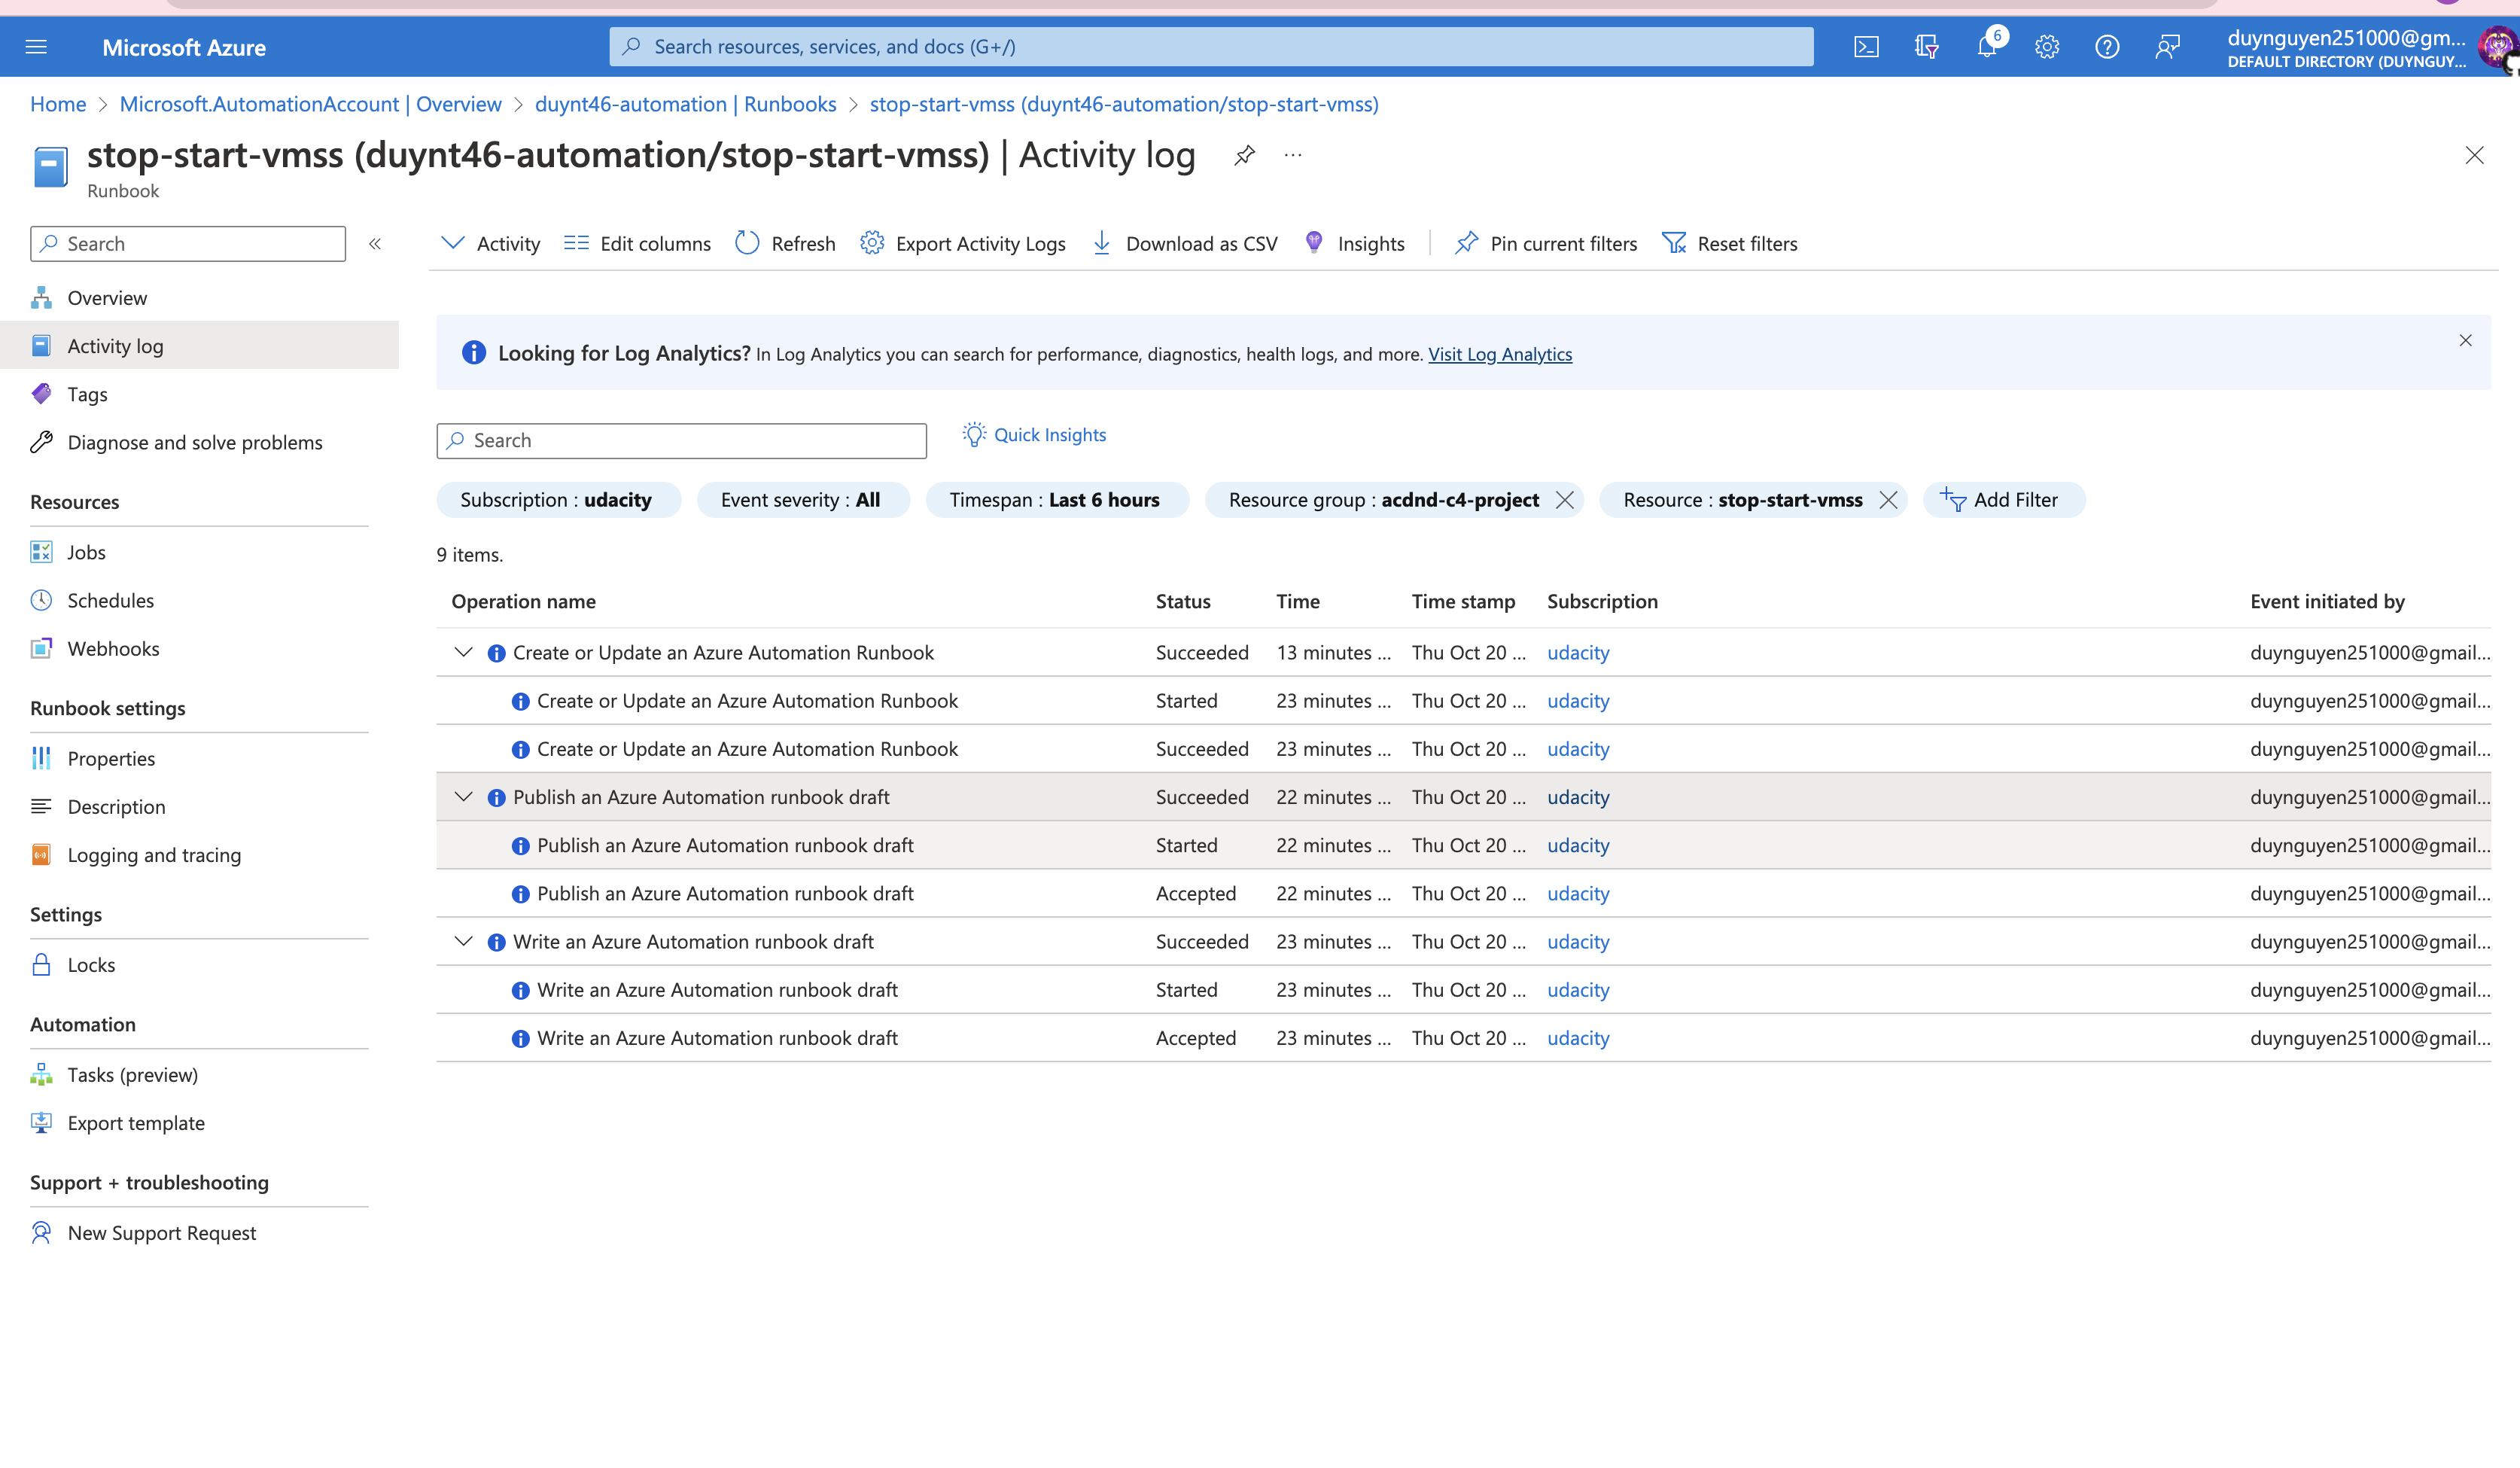 Microsoft Azure
Search resources, services, and docs (G+/)
6
duynguyen251000@gm...
DEFAULT DIRECTORY (DUYNGUY...
Home > Microsoft.AutomationAccount | Overview > duynt46-automation | Runbooks > stop-start-vmss (duynt46-automation/stop-start-vmss)
stop-start-vmss (duynt46-automation/stop-start-vmss) | Activity log ...
Runbook
Search «
Overview
Activity log
Tags
Diagnose and solve problems
Resources
Jobs
Schedules
Webhooks
Runbook settings
Properties
Description
Logging and tracing
Settings
Locks
Automation
Tasks (preview)
Export template
Support + troubleshooting
New Support Request
Activity Edit columns Refresh Export Activity Logs Download as CSV Insights Pin current filters Reset filters
Looking for Log Analytics? In Log Analytics you can search for performance, diagnostics, health logs, and more. Visit Log Analytics
Search Quick Insights
Subscription : udacity Event severity : All Timespan : Last 6 hours Resource group : acdnd-c4-project Resource : stop-start-vmss Add Filter
9 items.
Operation name Status Time Time stamp Subscription Event initiated by
Create or Update an Azure Automation Runbook Succeeded 13 minutes ... Thu Oct 20 ... udacity duynguyen251000@gmail...
Create or Update an Azure Automation Runbook Started 23 minutes ... Thu Oct 20 ... udacity duynguyen251000@gmail...
Create or Update an Azure Automation Runbook Succeeded 23 minutes ... Thu Oct 20 ... udacity duynguyen251000@gmail...
Publish an Azure Automation runbook draft Succeeded 22 minutes ... Thu Oct 20 ... udacity duynguyen251000@gmail...
Publish an Azure Automation runbook draft Started 22 minutes ... Thu Oct 20 ... udacity duynguyen251000@gmail...
Publish an Azure Automation runbook draft Accepted 22 minutes ... Thu Oct 20 ... udacity duynguyen251000@gmail...
Write an Azure Automation runbook draft Succeeded 23 minutes ... Thu Oct 20 ... udacity duynguyen251000@gmail...
Write an Azure Automation runbook draft Started 23 minutes ... Thu Oct 20 ... udacity duynguyen251000@gmail...
Write an Azure Automation runbook draft Accepted 23 minutes ... Thu Oct 20 ... udacity duynguyen251000@gmail...